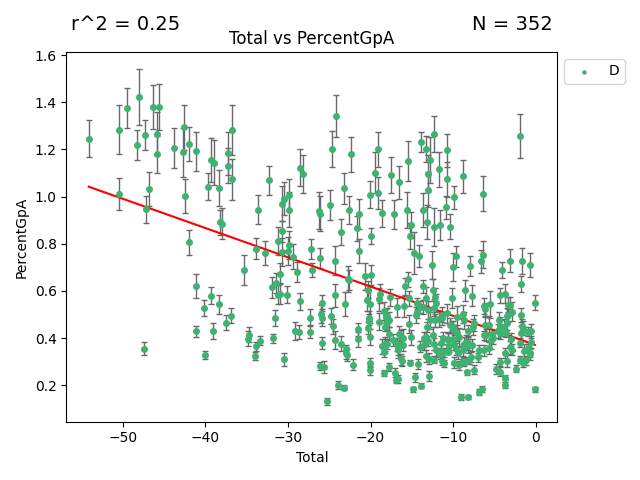 r^2 = 0.25 N = 352
Total vs PercentGpA
D
PercentGpA
1.6
1.4
1.2
1.0
0.8
0.6
0.4
0.2
−50 −40 −30 −20 −10 0
Total